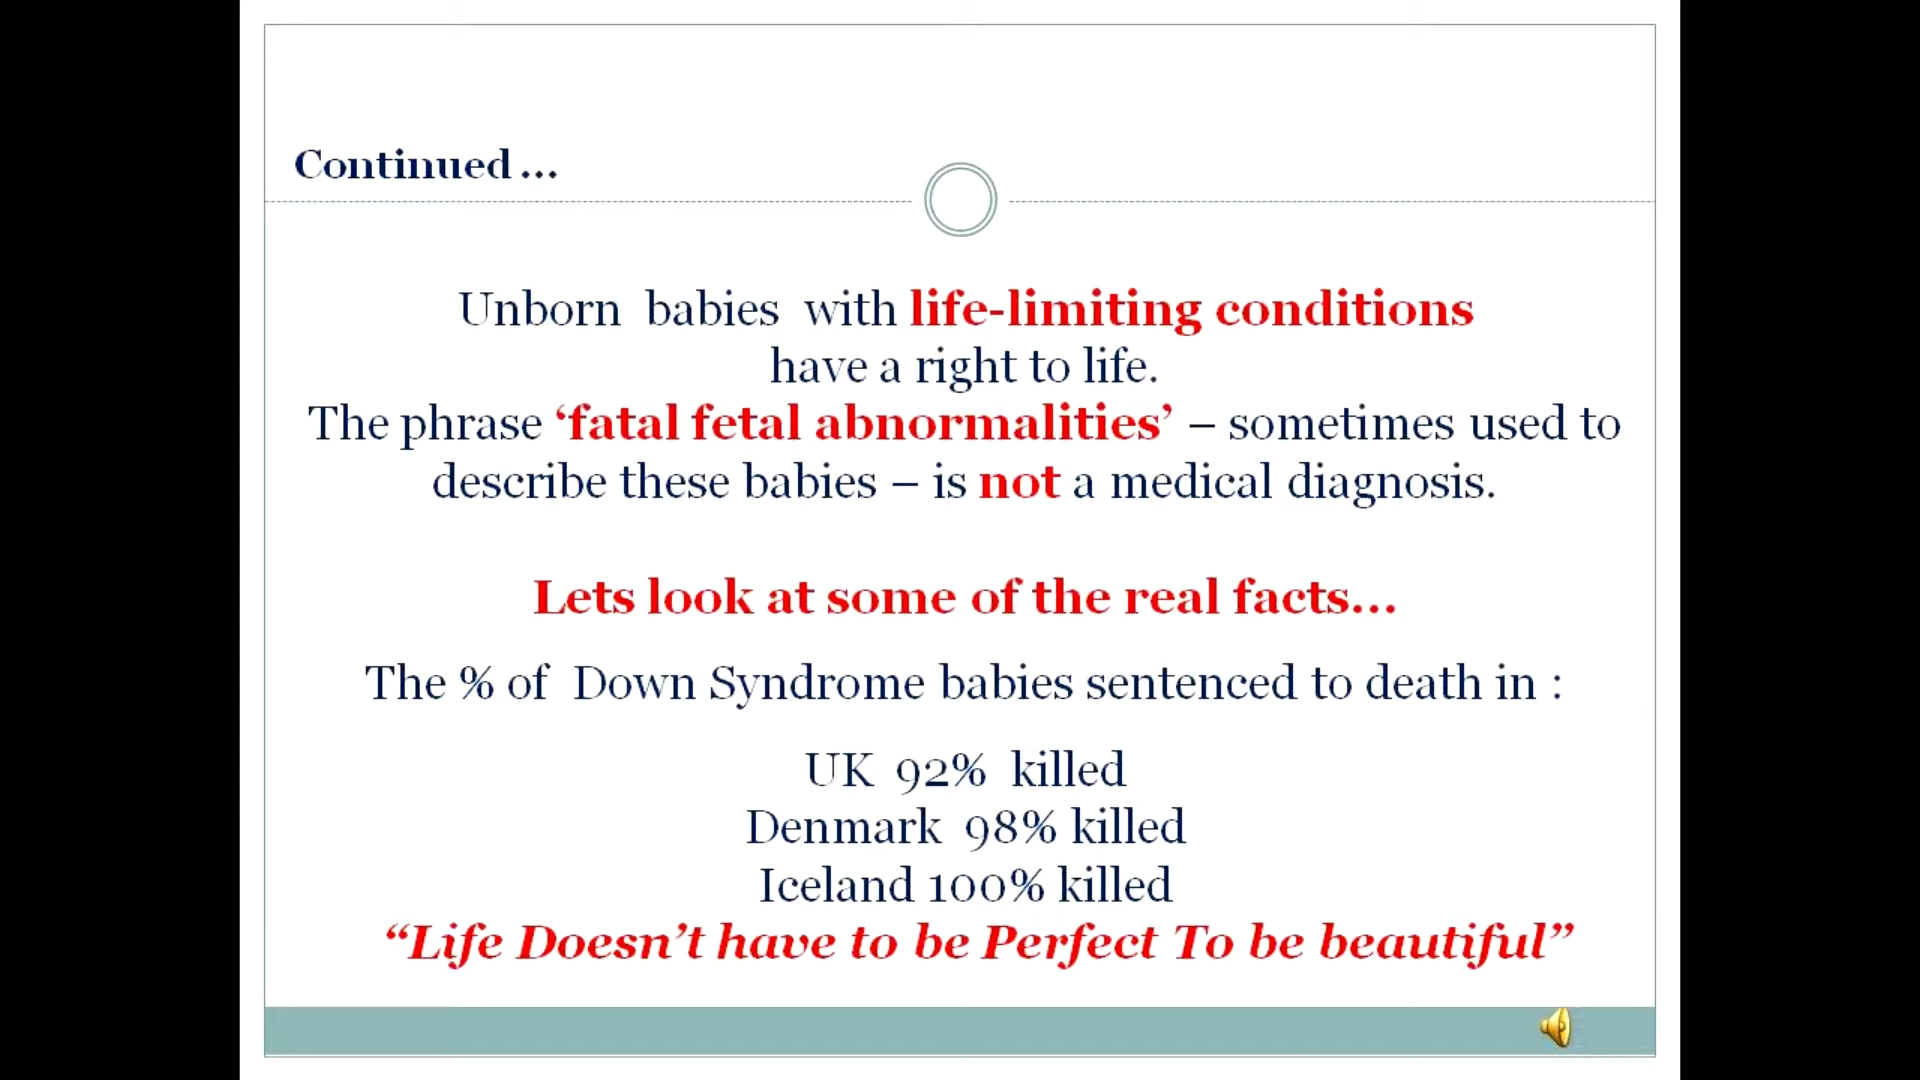 Continued ...
Unborn babies with life-limiting conditions
have a right to life.
The phrase ‘fatal fetal abnormalities’ – sometimes used to
describe these babies – is not a medical diagnosis.
Lets look at some of the real facts...
The % of Down Syndrome babies sentenced to death in :
UK 92% killed
Denmark 98% killed
Iceland 100% killed
“Life Doesn’t have to be Perfect To be beautiful”